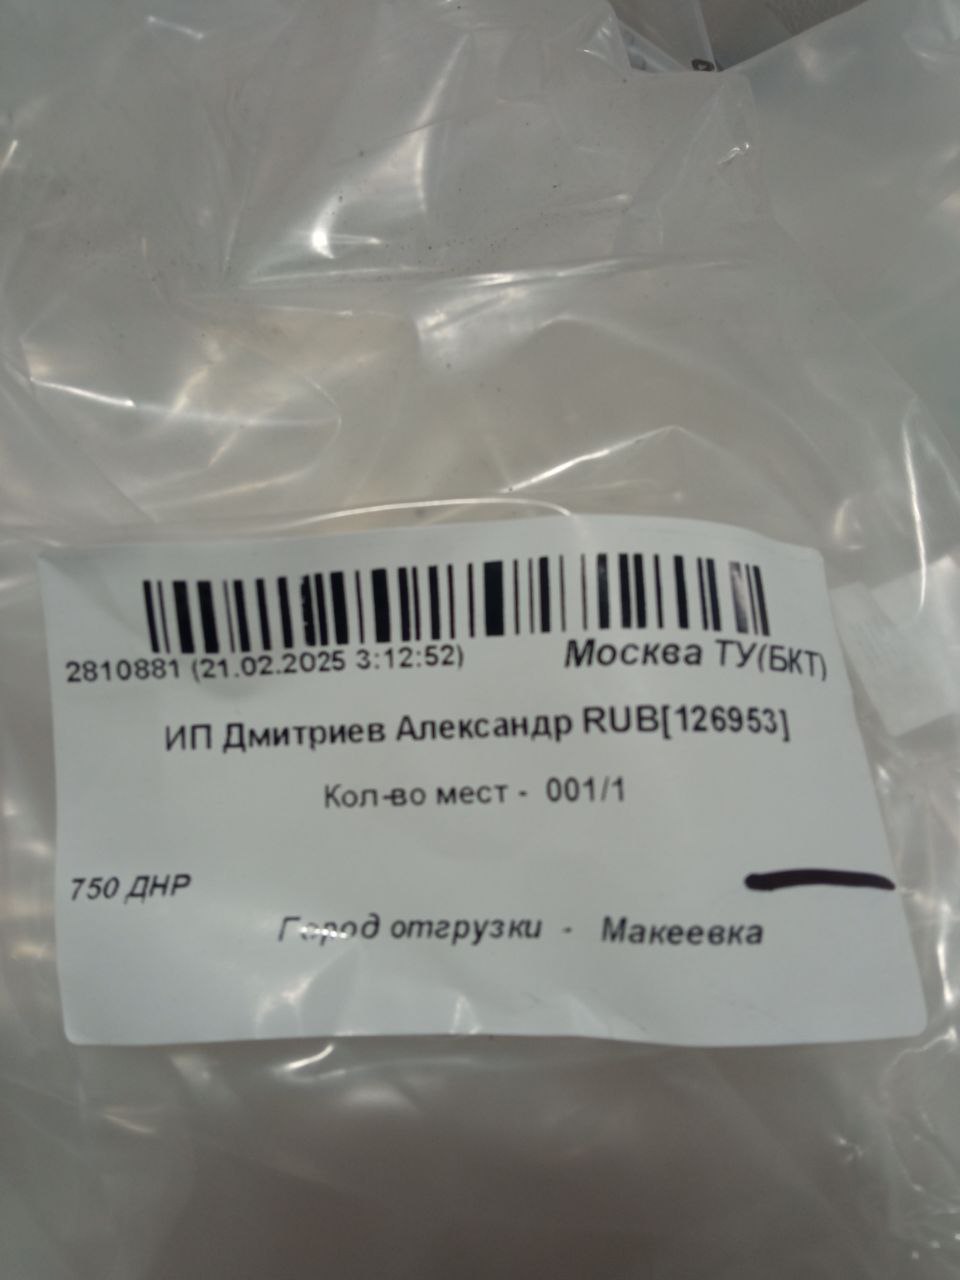 2810881 (21.02.2025 3:12:52) Москва ТУ(БКТ)
ИП Дмитриев Александр RUB[126953]
Кол-во мест - 001/1
750 ДНР
Город отгрузки - Макеевка